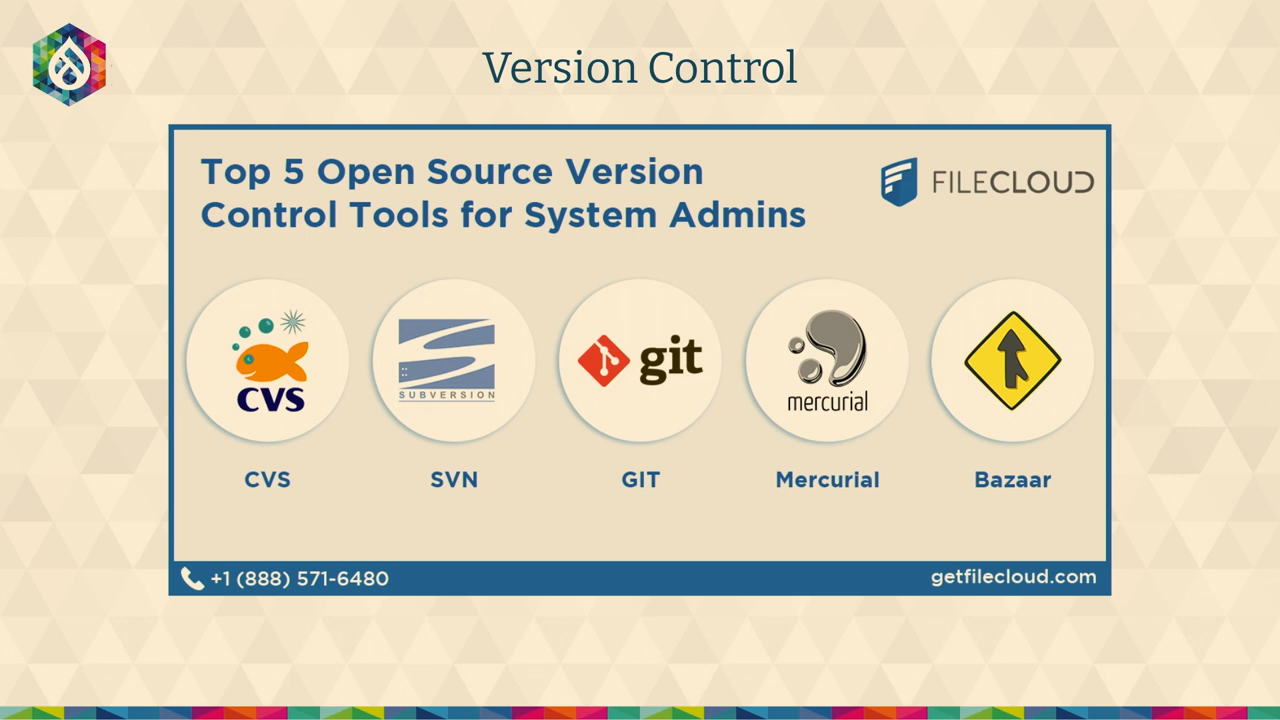 Version Control
Top 5 Open Source Version
Control Tools for System Admins
FILECLOUD
CVS
SUBVERSION
git
mercurial
CVS
SVN
GIT
Mercurial
Bazaar
+1 (888) 571-6480
getfilecloud.com